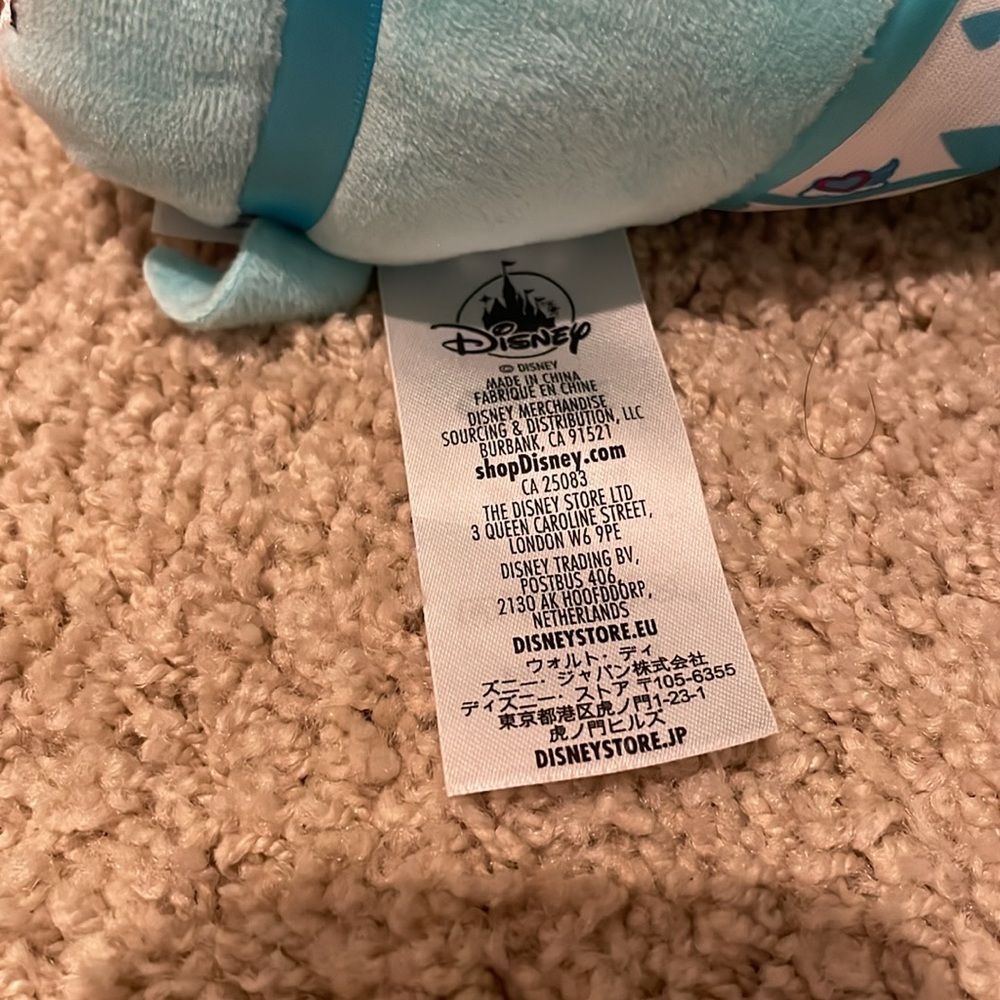 Disney
© DISNEY
MADE IN CHINA
FABRIQUE EN CHINE
DISNEY MERCHANDISE
SOURCING & DISTRIBUTION, LLC
BURBANK, CA 91521
shopDisney.com
CA 25083
THE DISNEY STORE LTD
3 QUEEN CAROLINE STREET,
LONDON W6 9PE
DISNEY TRADING BV,
POSTBUS 406,
2130 AK HOOFDDORP,
NETHERLANDS
DISNEYSTORE.EU
ウォルト・ディ
ズニー・ジャパン株式会社
ディズニー・ストア 〒105-6355
東京都港区虎ノ門1-23-1
虎ノ門ヒルズ
DISNEYSTORE.JP